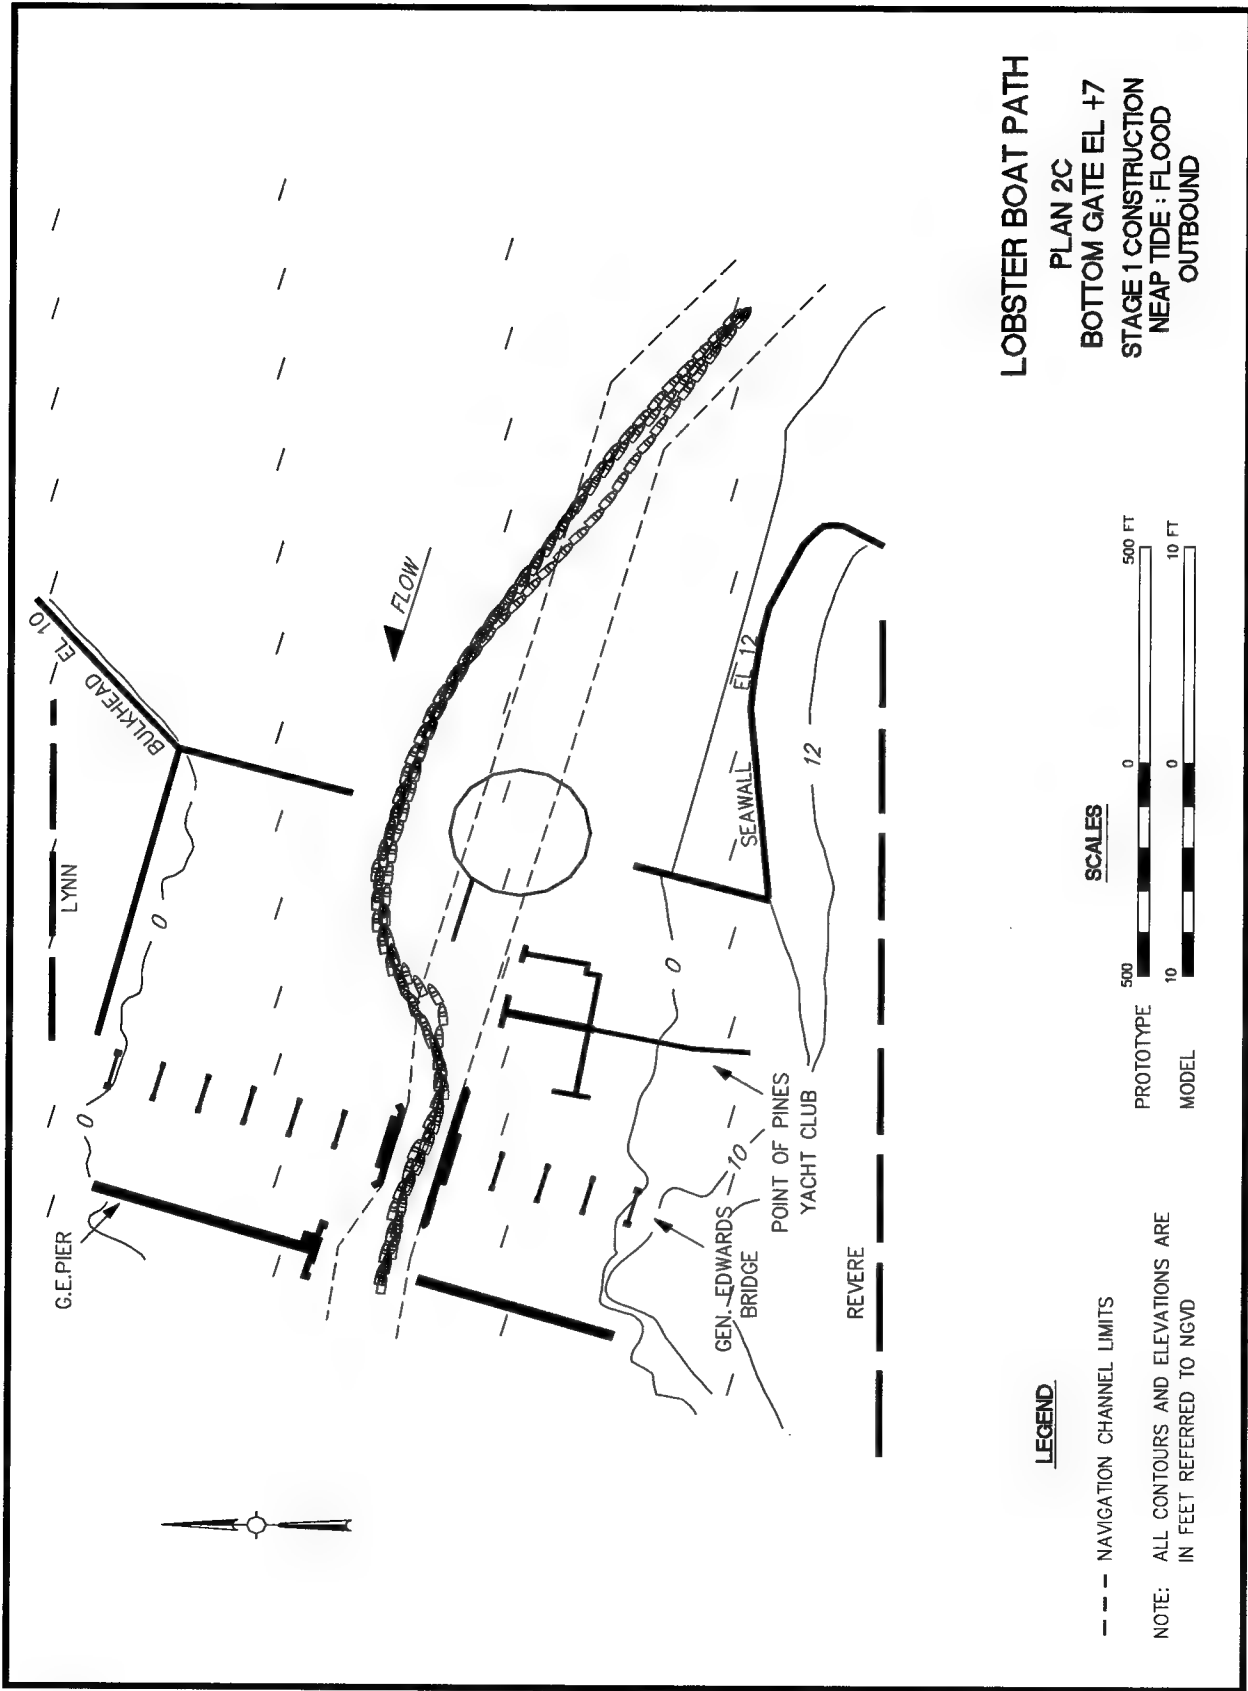 LYNN
BULKHEAD EL 10
0
0
G.E.PIER
FLOW
SEAWALL
EL 12
12
0
10
POINT OF PINES
YACHT CLUB
GEN. EDWARDS
BRIDGE
REVERE
LOBSTER BOAT PATH
PLAN 2C
BOTTOM GATE EL +7
STAGE 1 CONSTRUCTION
NEAP TIDE : FLOOD
OUTBOUND
LEGEND
--- NAVIGATION CHANNEL LIMITS
NOTE: ALL CONTOURS AND ELEVATIONS ARE
IN FEET REFERRED TO NGVD
SCALES
PROTOTYPE 500 0 500 FT
MODEL 10 0 10 FT